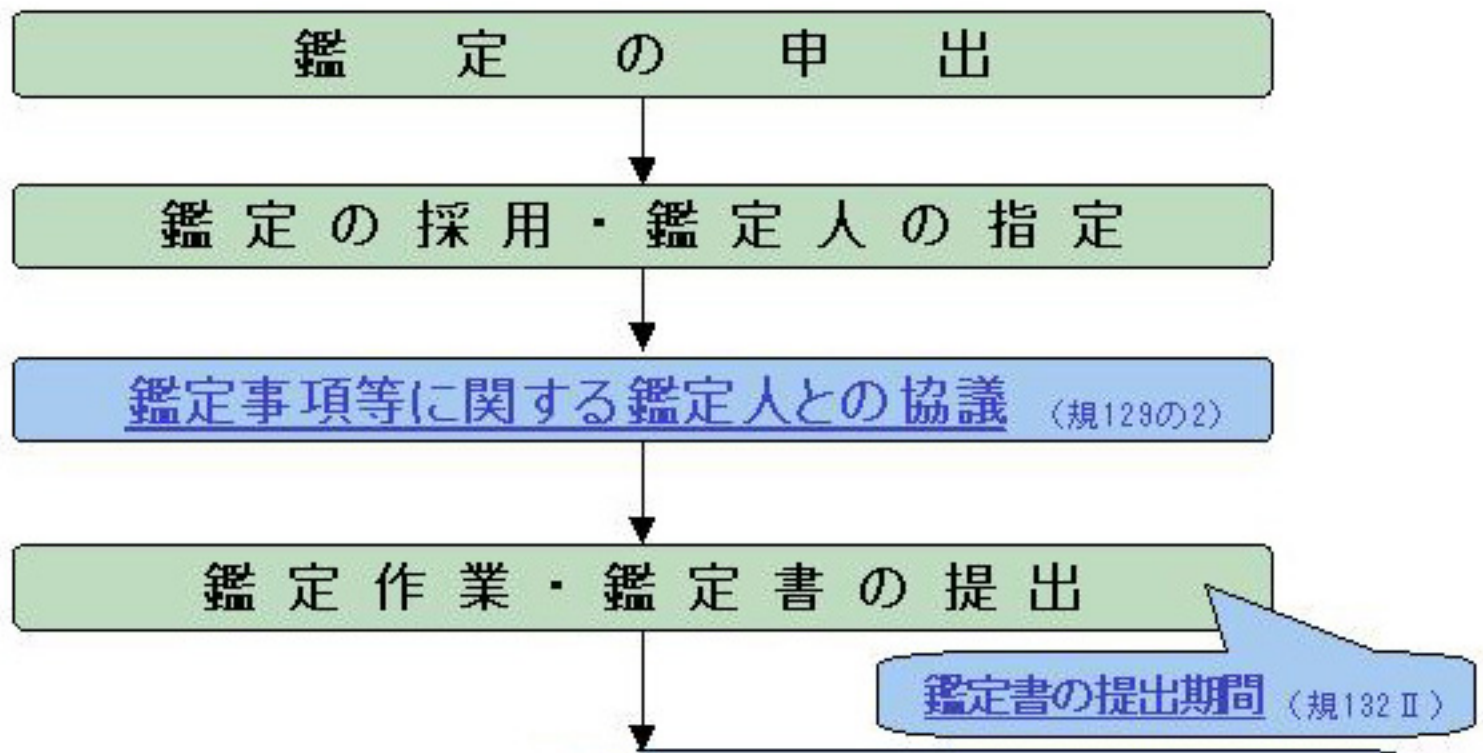 鑑定の申出
鑑定の採用・鑑定人の指定
鑑定事項等に関する鑑定人との協議 (規129の2)
鑑定作業・鑑定書の提出
鑑定書の提出期間 (規132Ⅱ)